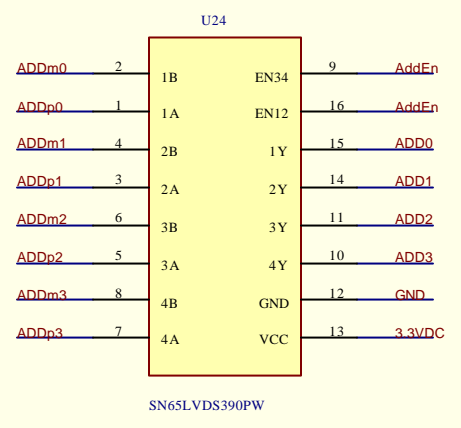 U24
ADDm0 2 1B EN34 9 AddEn
ADDp0 1 1A EN12 16 AddEn
ADDm1 4 2B 1Y 15 ADD0
ADDp1 3 2A 2Y 14 ADD1
ADDm2 6 3B 3Y 11 ADD2
ADDp2 5 3A 4Y 10 ADD3
ADDm3 8 4B GND 12 GND
ADDp3 7 4A VCC 13 3.3VDC
SN65LVDS390PW